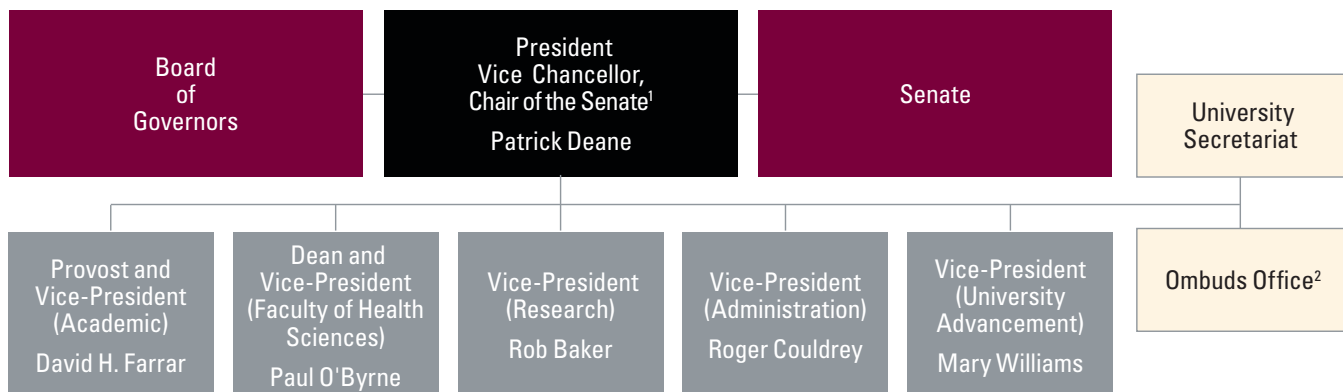 Board
of
Governors
President
Vice Chancellor,
Chair of the Senate¹
Patrick Deane
Senate
University
Secretariat
Provost and
Vice-President
(Academic)
David H. Farrar
Dean and
Vice-President
(Faculty of Health
Sciences)
Paul O'Byrne
Vice-President
(Research)
Rob Baker
Vice-President
(Administration)
Roger Couldrey
Vice-President
(University
Advancement)
Mary Williams
Ombuds Office²